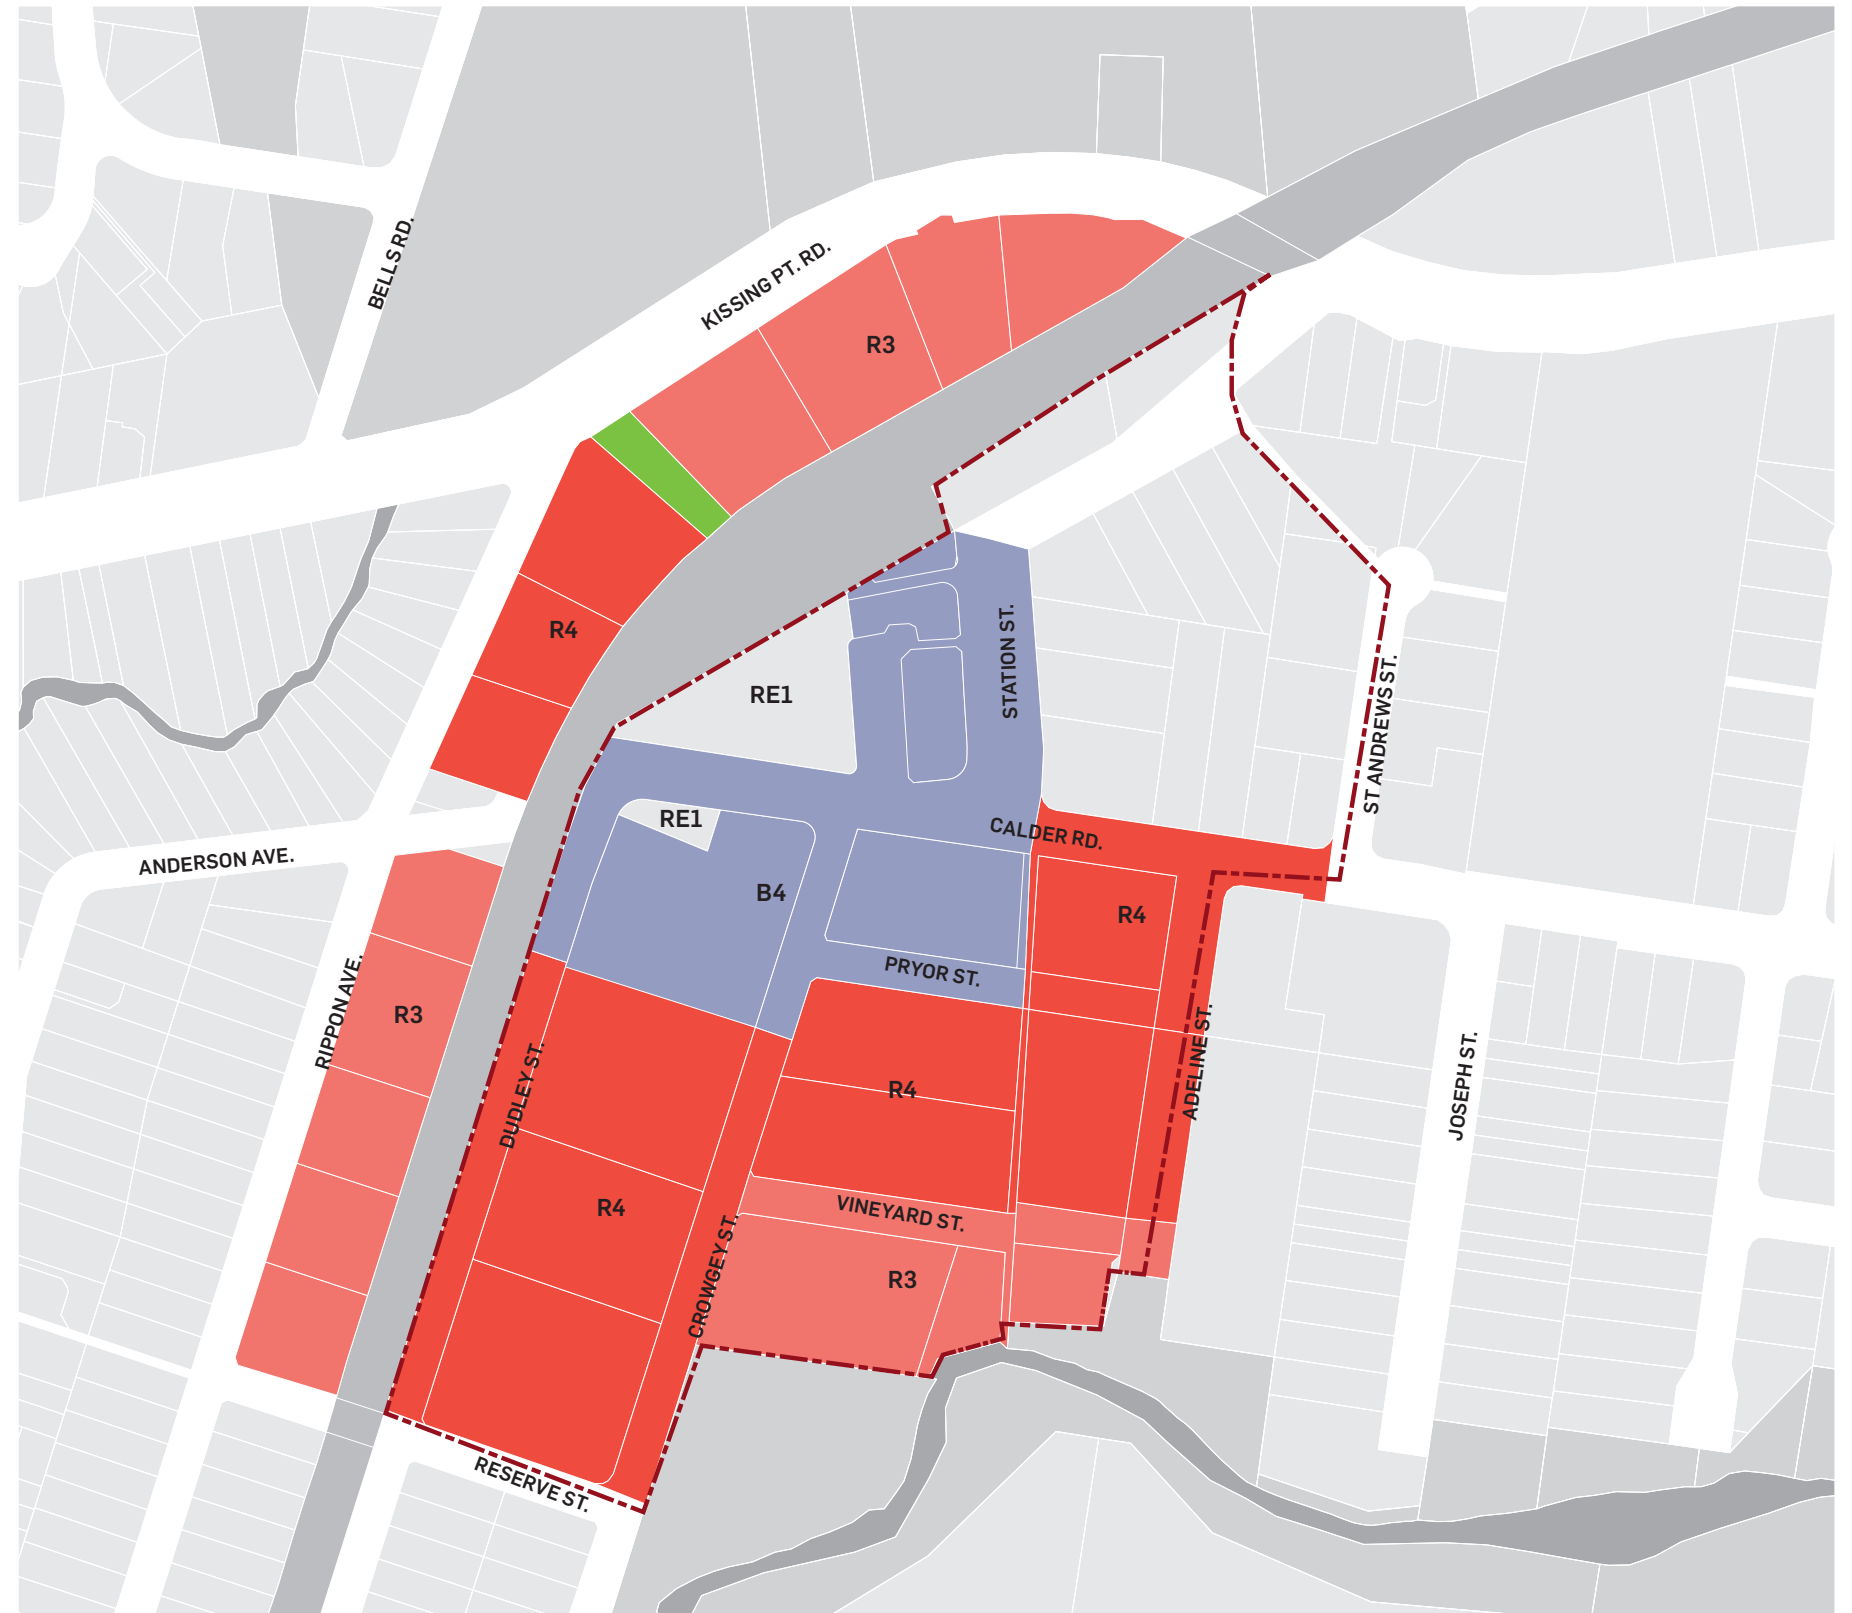 BELLS RD.
KISSING PT. RD.
R3
R4
STATION ST.
RE1
ST ANDREWS ST.
RE1
CALDER RD.
ANDERSON AVE.
B4
R4
PRYOR ST.
RIPPON AVE.
R3
DUDLEY ST.
R4
ADELINE ST.
JOSEPH ST.
R4
VINEYARD ST.
CROWGEY ST.
R3
RESERVE ST.